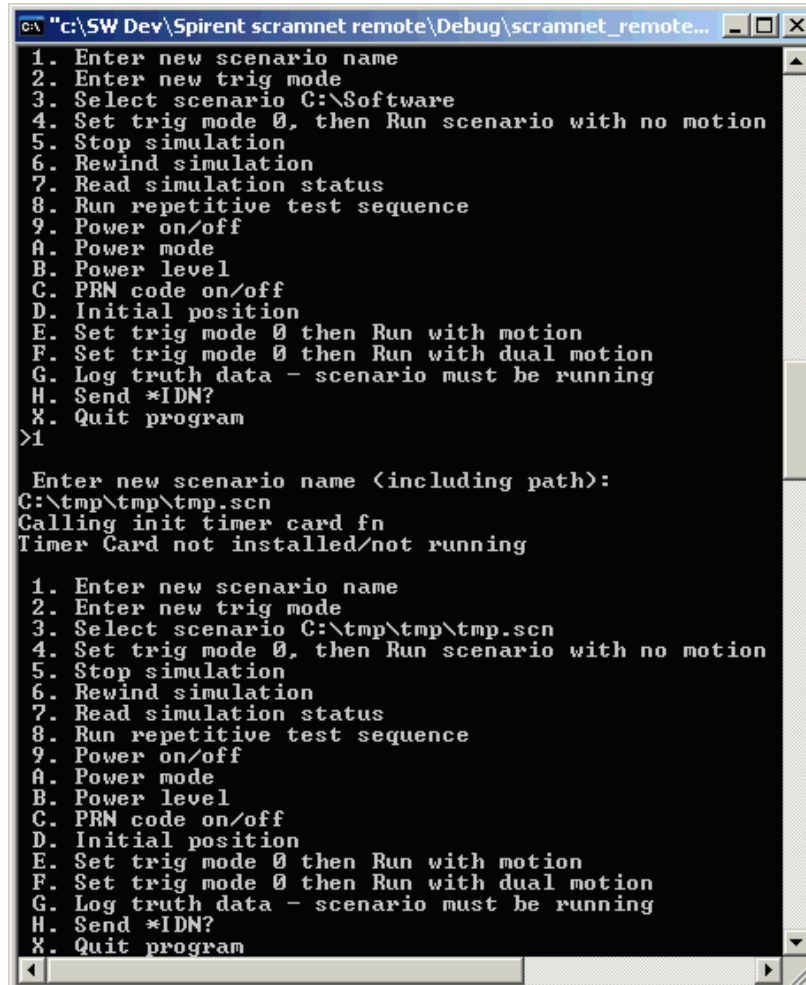 "c:\SW Dev\Spirent scramnet remote\Debug\scramnet_remote...
1. Enter new scenario name
2. Enter new trig mode
3. Select scenario C:\Software
4. Set trig mode 0, then Run scenario with no motion
5. Stop simulation
6. Rewind simulation
7. Read simulation status
8. Run repetitive test sequence
9. Power on/off
A. Power mode
B. Power level
C. PRN code on/off
D. Initial position
E. Set trig mode 0 then Run with motion
F. Set trig mode 0 then Run with dual motion
G. Log truth data - scenario must be running
H. Send *IDN?
X. Quit program
>1
Enter new scenario name (including path):
C:\tmp\tmp\tmp.scn
Calling init timer card fn
Timer Card not installed/not running
1. Enter new scenario name
2. Enter new trig mode
3. Select scenario C:\tmp\tmp\tmp.scn
4. Set trig mode 0, then Run scenario with no motion
5. Stop simulation
6. Rewind simulation
7. Read simulation status
8. Run repetitive test sequence
9. Power on/off
A. Power mode
B. Power level
C. PRN code on/off
D. Initial position
E. Set trig mode 0 then Run with motion
F. Set trig mode 0 then Run with dual motion
G. Log truth data - scenario must be running
H. Send *IDN?
X. Quit program